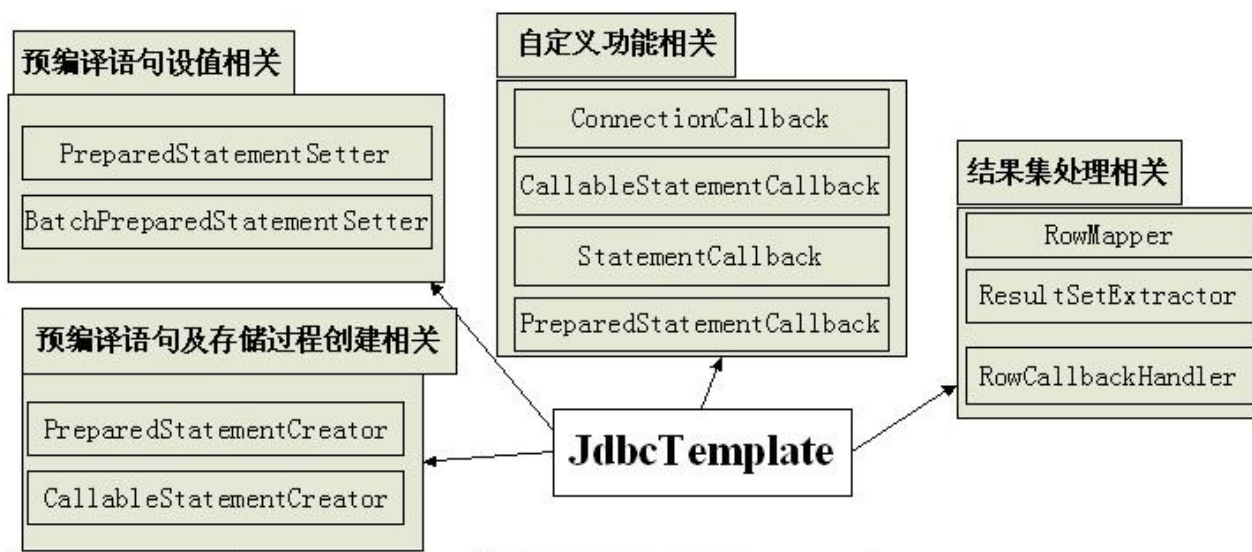 预编译语句设值相关
PreparedStatementSetter
BatchPreparedStatementSetter
自定义功能相关
ConnectionCallback
CallableStatementCallback
StatementCallback
PreparedStatementCallback
结果集处理相关
RowMapper
ResultSetExtractor
RowCallbackHandler
预编译语句及存储过程创建相关
PreparedStatementCreator
CallableStatementCreator
JdbcTemplate